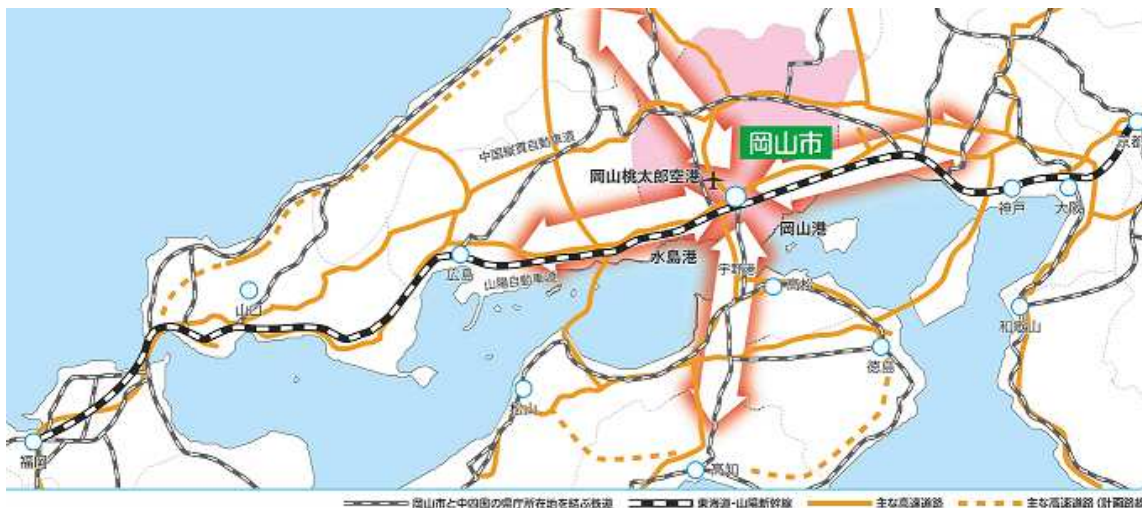 京都
中国縦貫自動車道
岡山市
岡山桃太郎空港
神戸
大阪
岡山港
広島
水島港
宇野港
山陽自動車道
高松
山口
和歌山
徳島
松山
福岡
高知
岡山市と中四国の県庁所在地を結ぶ鉄道
東海道・山陽新幹線
主な高速道路
主な高速道路(計画路線